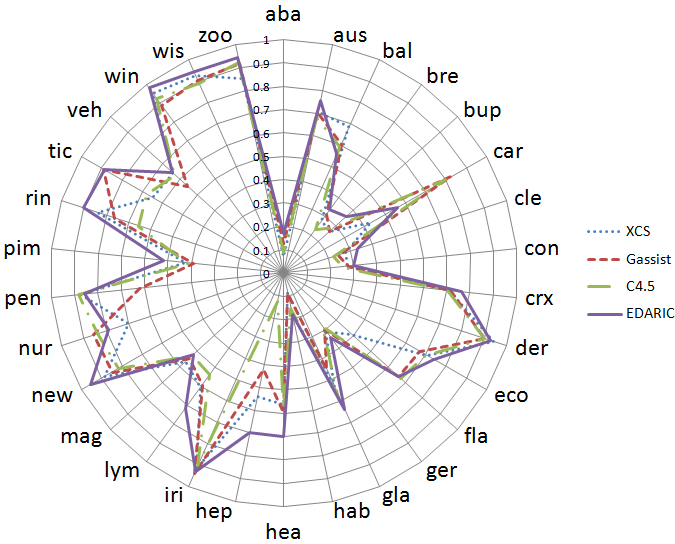 aba
aus
bal
bre
bup
car
cle
con
crx
der
eco
fla
ger
gla
hab
hea
hep
iri
lym
mag
new
nur
pen
pim
rin
tic
veh
win
wis
zoo
1
0.9
0.8
0.7
0.6
0.5
0.4
0.3
0.2
0.1
0
XCS
Gassist
C4.5
EDARIC